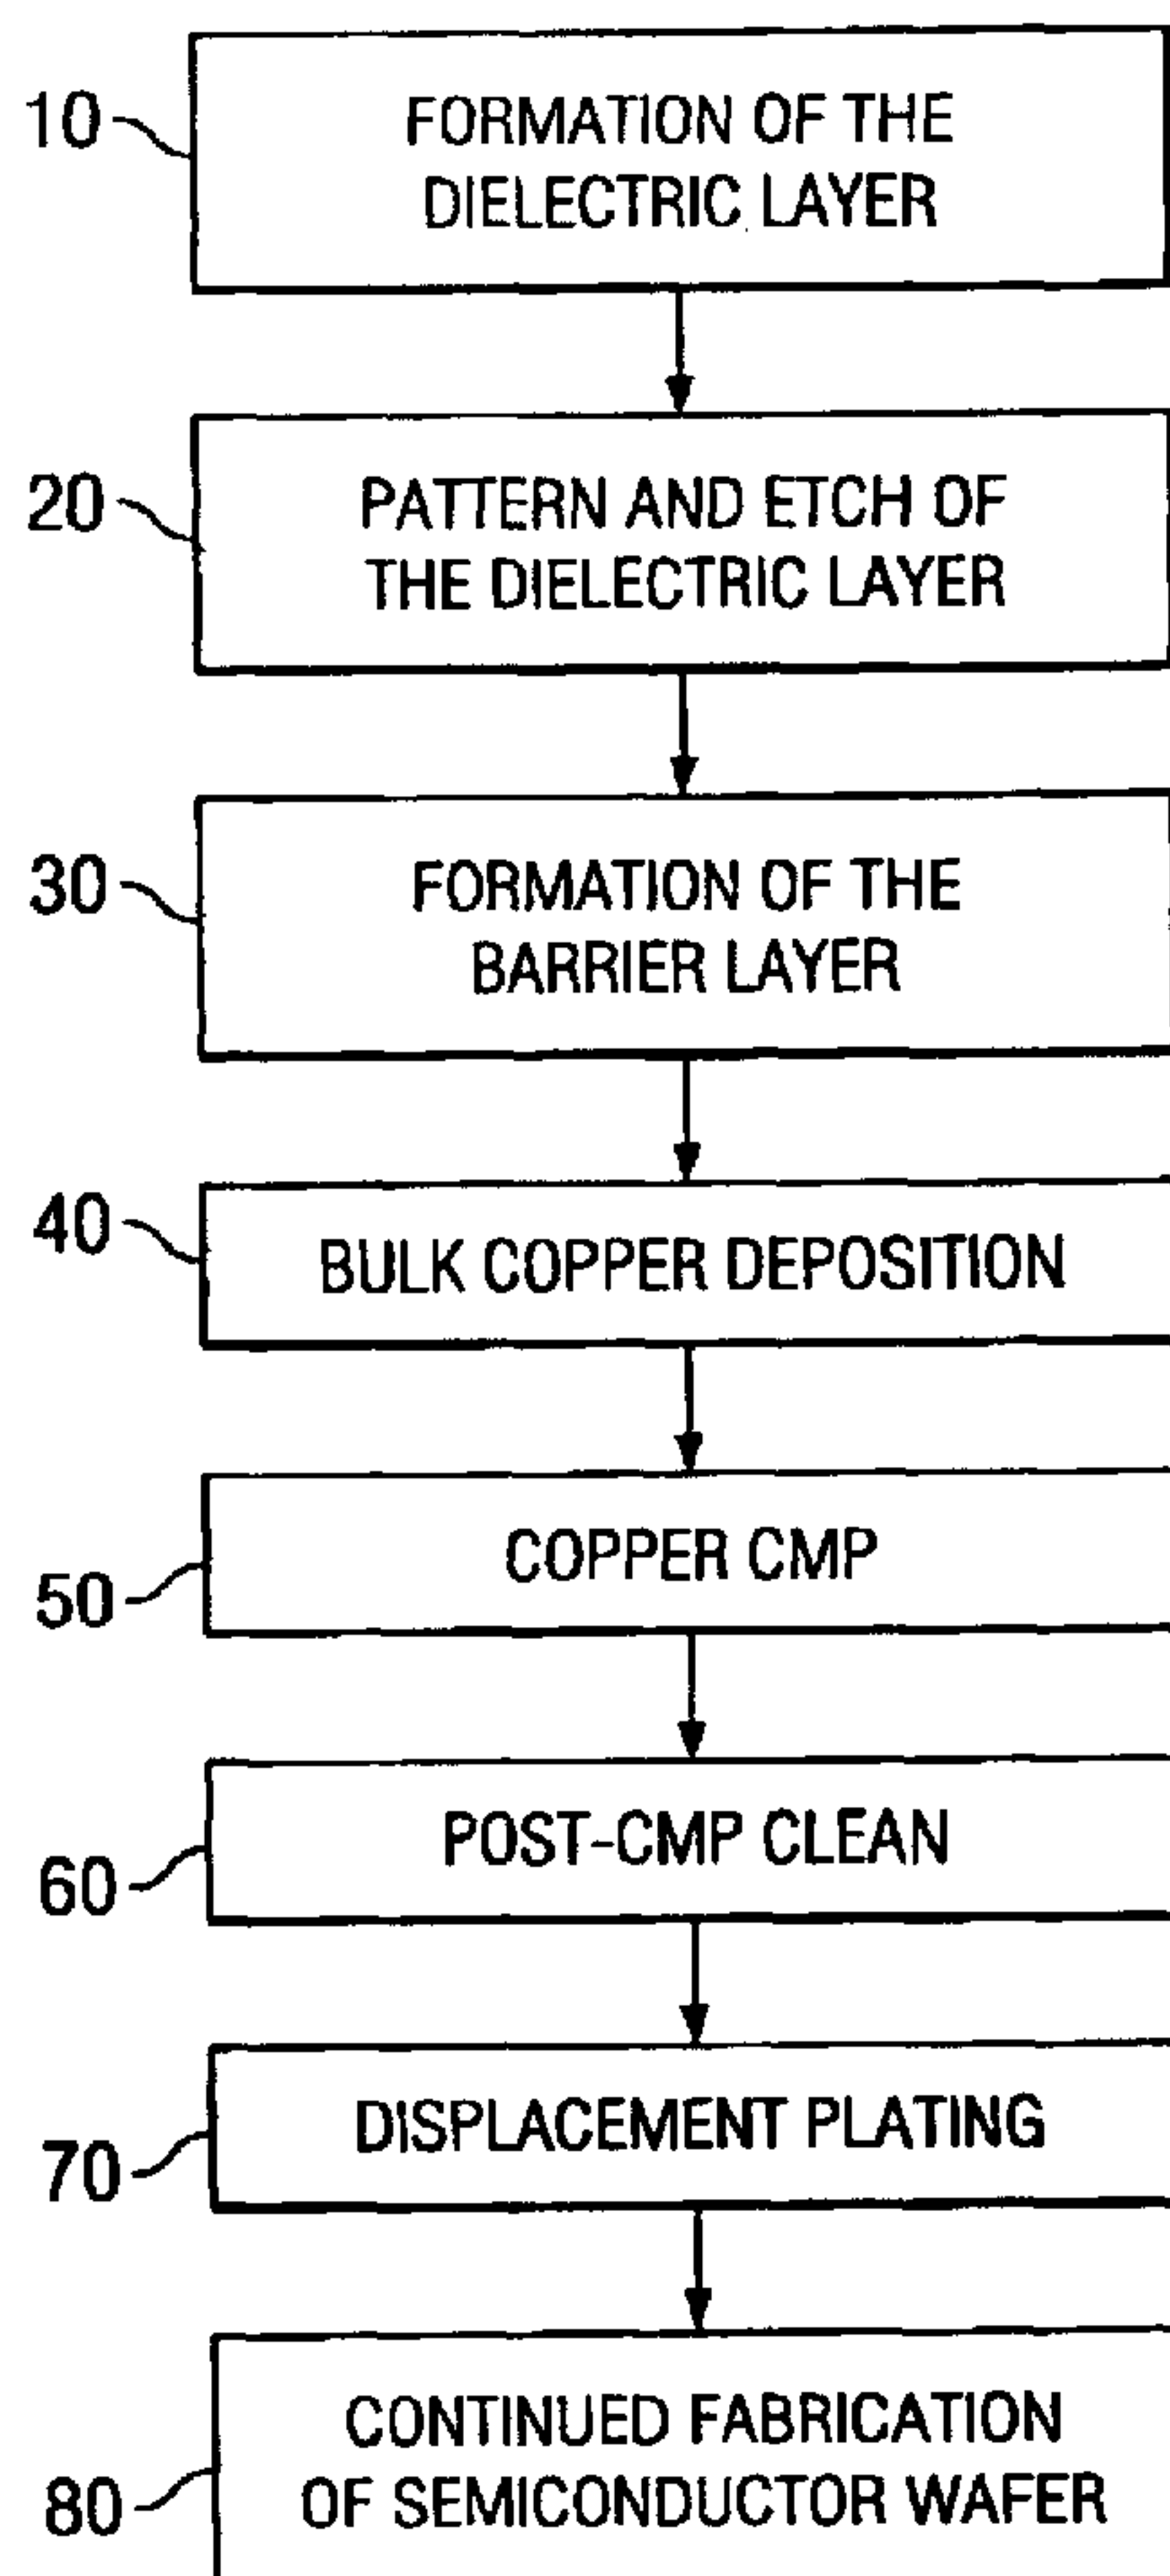 10
FORMATION OF THE
DIELECTRIC LAYER
20
PATTERN AND ETCH OF
THE DIELECTRIC LAYER
30
FORMATION OF THE
BARRIER LAYER
40
BULK COPPER DEPOSITION
50
COPPER CMP
60
POST-CMP CLEAN
70
DISPLACEMENT PLATING
80
CONTINUED FABRICATION
OF SEMICONDUCTOR WAFER